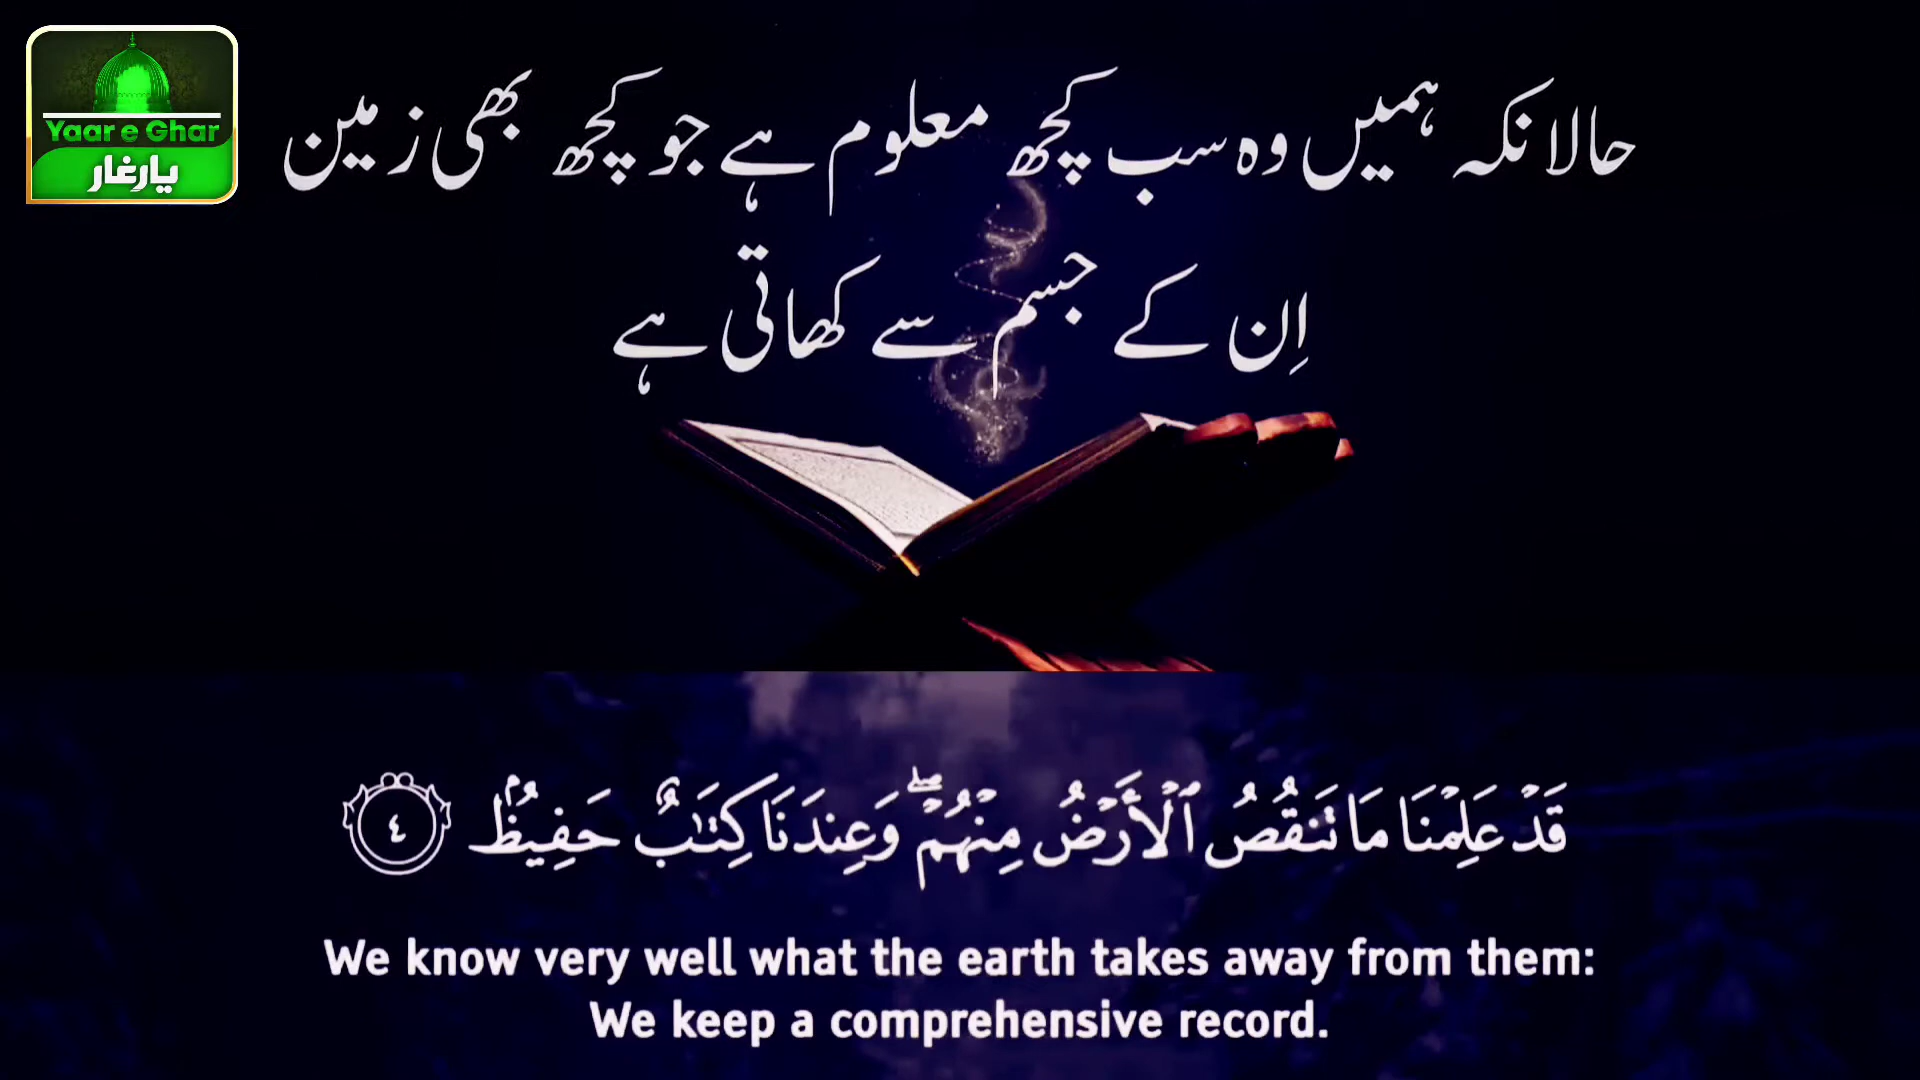 Yaar e Ghar
یارِغار
حالانکہ ہمیں وہ سب کچھ معلوم ہے جو کچھ بھی زمین
اِن کے جسم سے کھاتی ہے
قَدْ عَلِمْنَا مَا تَنقُصُ ٱلْأَرْضُ مِنْهُمْ ۖ وَعِندَنَا كِتَـٰبٌ حَفِيظٌۢ ٤
We know very well what the earth takes away from them:
We keep a comprehensive record.